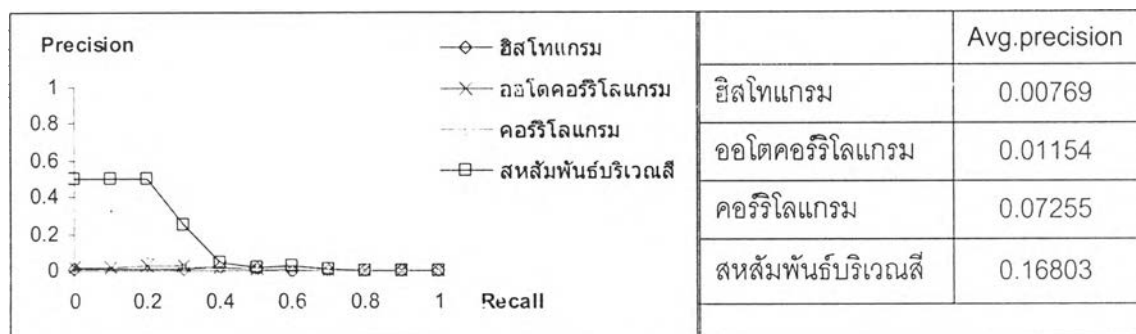 Precision
1
0.8
0.6
0.4
0.2
0
0 0.2 0.4 0.6 0.8 1 Recall
ฮิสโทแกรม
ออโตคอร์ริโลแกรม
คอร์ริโลแกรม
สหสัมพันธ์บริเวณสี
Avg.precision
ฮิสโทแกรม 0.00769
ออโตคอร์ริโลแกรม 0.01154
คอร์ริโลแกรม 0.07255
สหสัมพันธ์บริเวณสี 0.16803